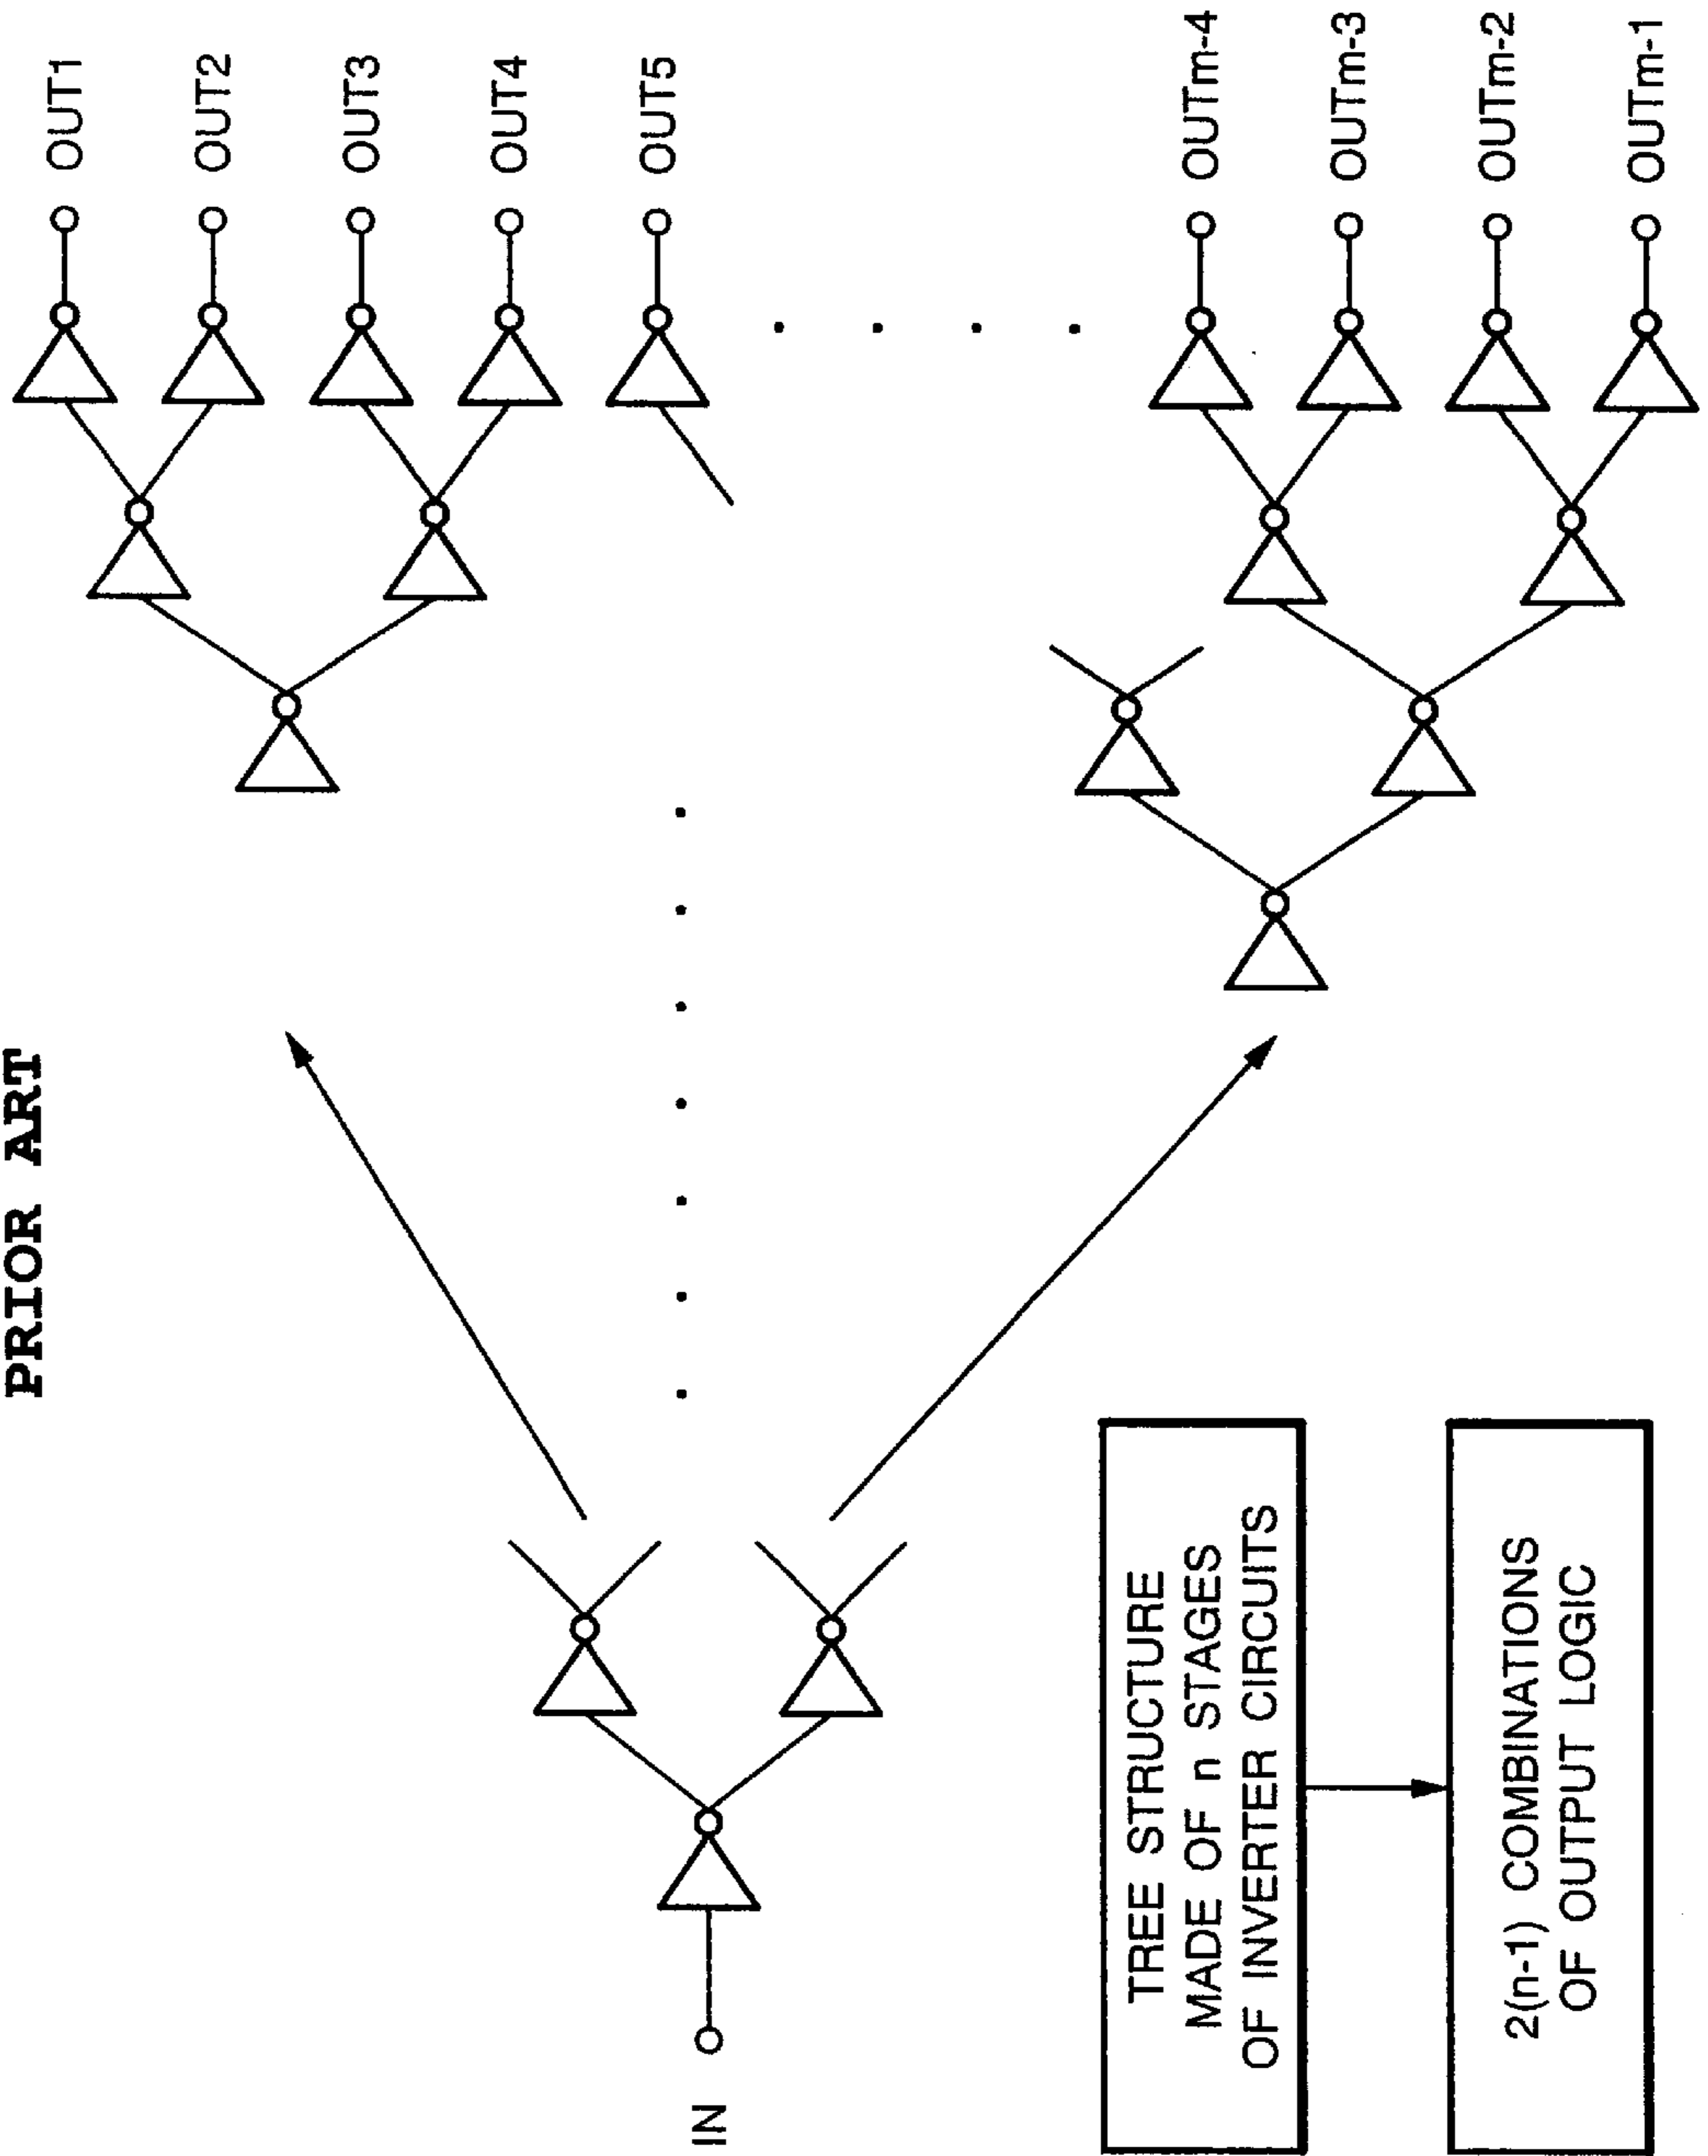 PRIOR ART
OUT1
OUT2
OUT3
OUT4
OUT5
OUTm-4
OUTm-3
OUTm-2
OUTm-1
IN
TREE STRUCTURE
MADE OF n STAGES
OF INVERTER CIRCUITS
2(n-1) COMBINATIONS
OF OUTPUT LOGIC